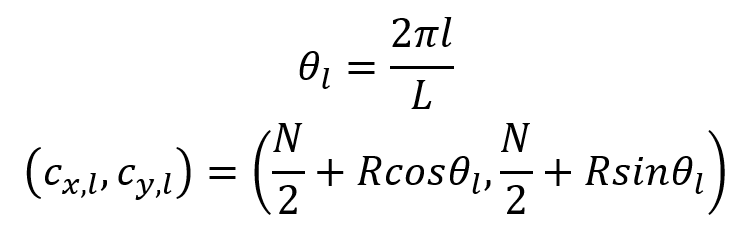 θ_l = 2πl / L
(c_{x,l}, c_{y,l}) = (N/2 + Rcosθ_l, N/2 + Rsinθ_l)